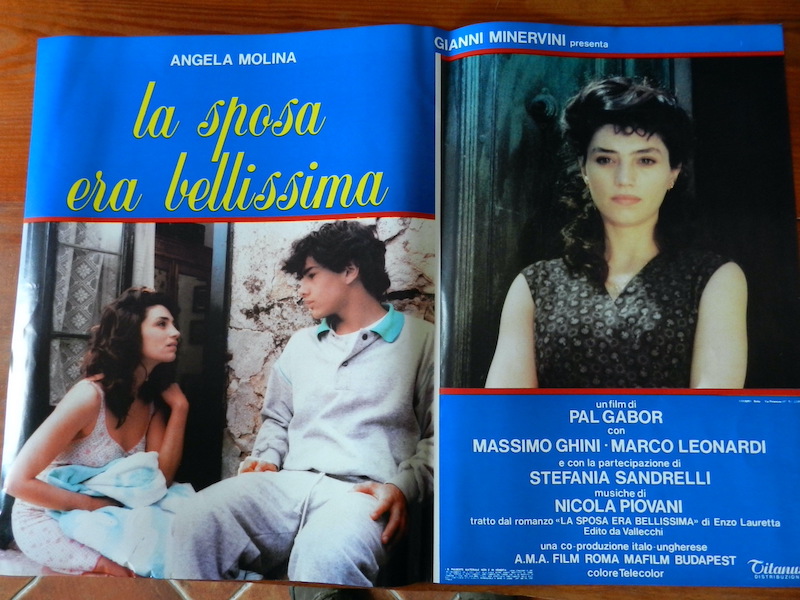 ANGELA MOLINA
la sposa
era bellissima
GIANNI MINERVINI presenta
un film di
PAL GABOR
con
MASSIMO GHINI · MARCO LEONARDI
e con la partecipazione di
STEFANIA SANDRELLI
musiche di
NICOLA PIOVANI
tratto dal romanzo «LA SPOSA ERA BELLISSIMA» di Enzo Lauretta
Edito da Vallecchi
una co-produzione italo-ungherese
A.M.A. FILM ROMA MAFILM BUDAPEST
colore Telecolor
Titanus
DISTRIBUZIONE